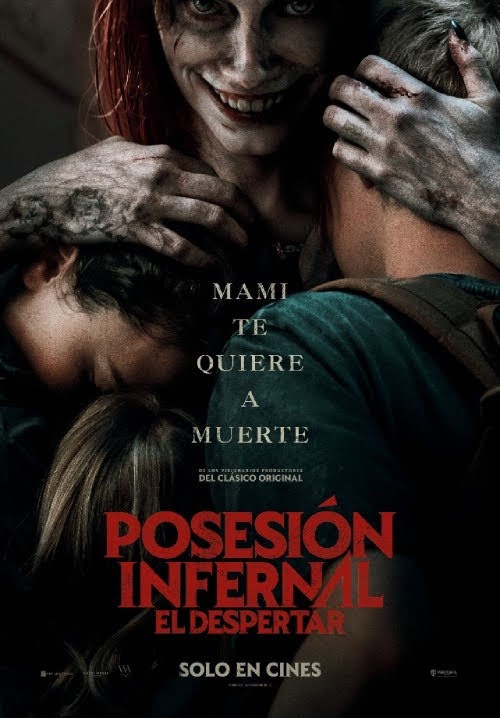 MAMI
TE
QUIERE
A
MUERTE
DE LOS VISIONARIOS PRODUCTORES
DEL CLÁSICO ORIGINAL
POSESIÓN
INFERNAL
EL DESPERTAR
SOLO EN CINES